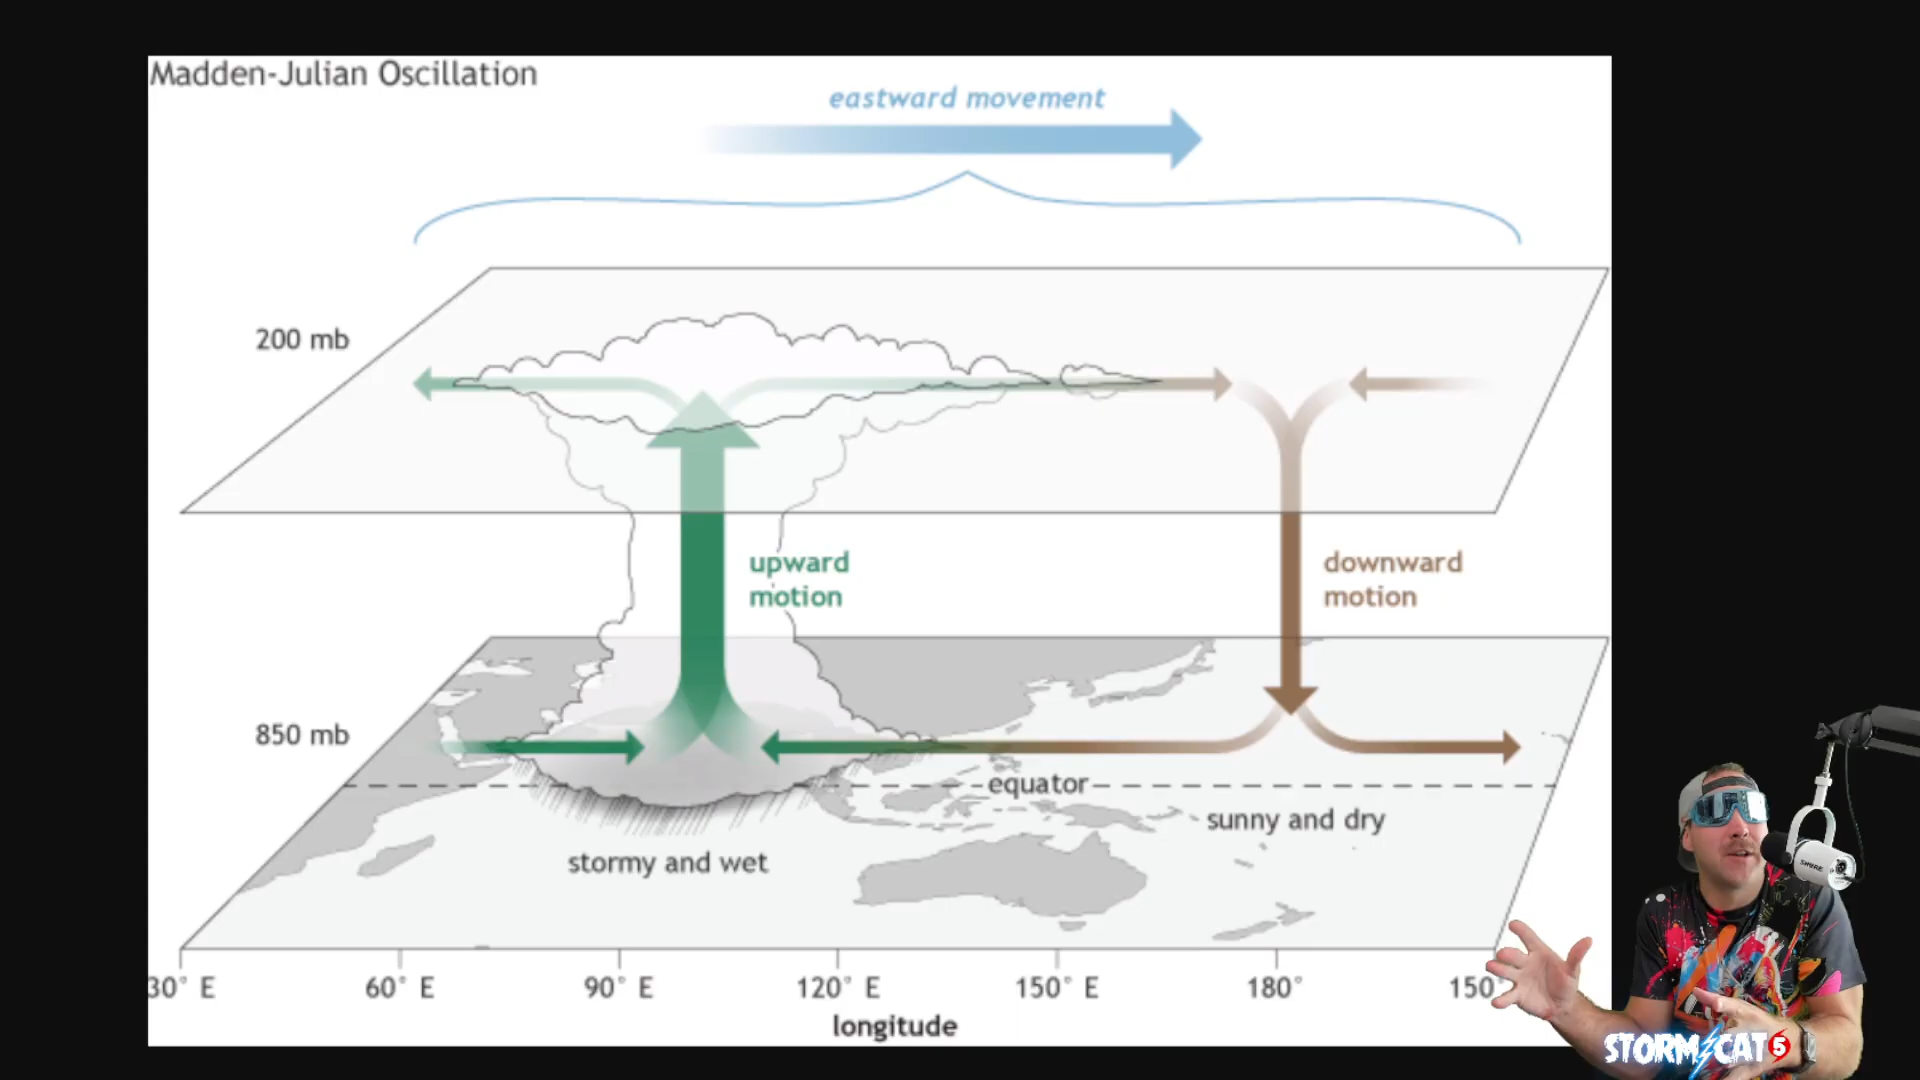 Madden-Julian Oscillation
eastward movement
200 mb
upward
motion
downward
motion
850 mb
equator
sunny and dry
stormy and wet
30° E
60° E
90° E
120° E
150° E
180°
150°
longitude
SHURE
STORM CAT 5